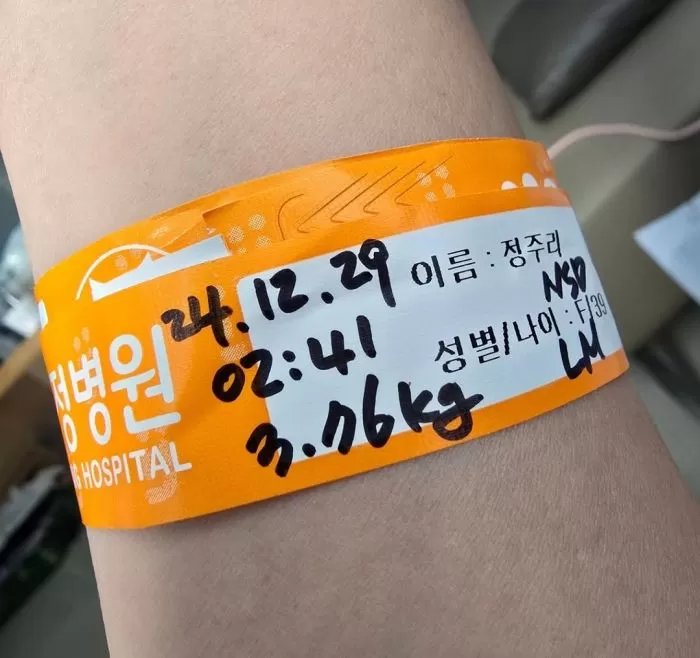 24.12.29
02:41
3.76kg
이름 : 정주리
NSD
성별/나이 : F/39
LM
정병원
G HOSPITAL